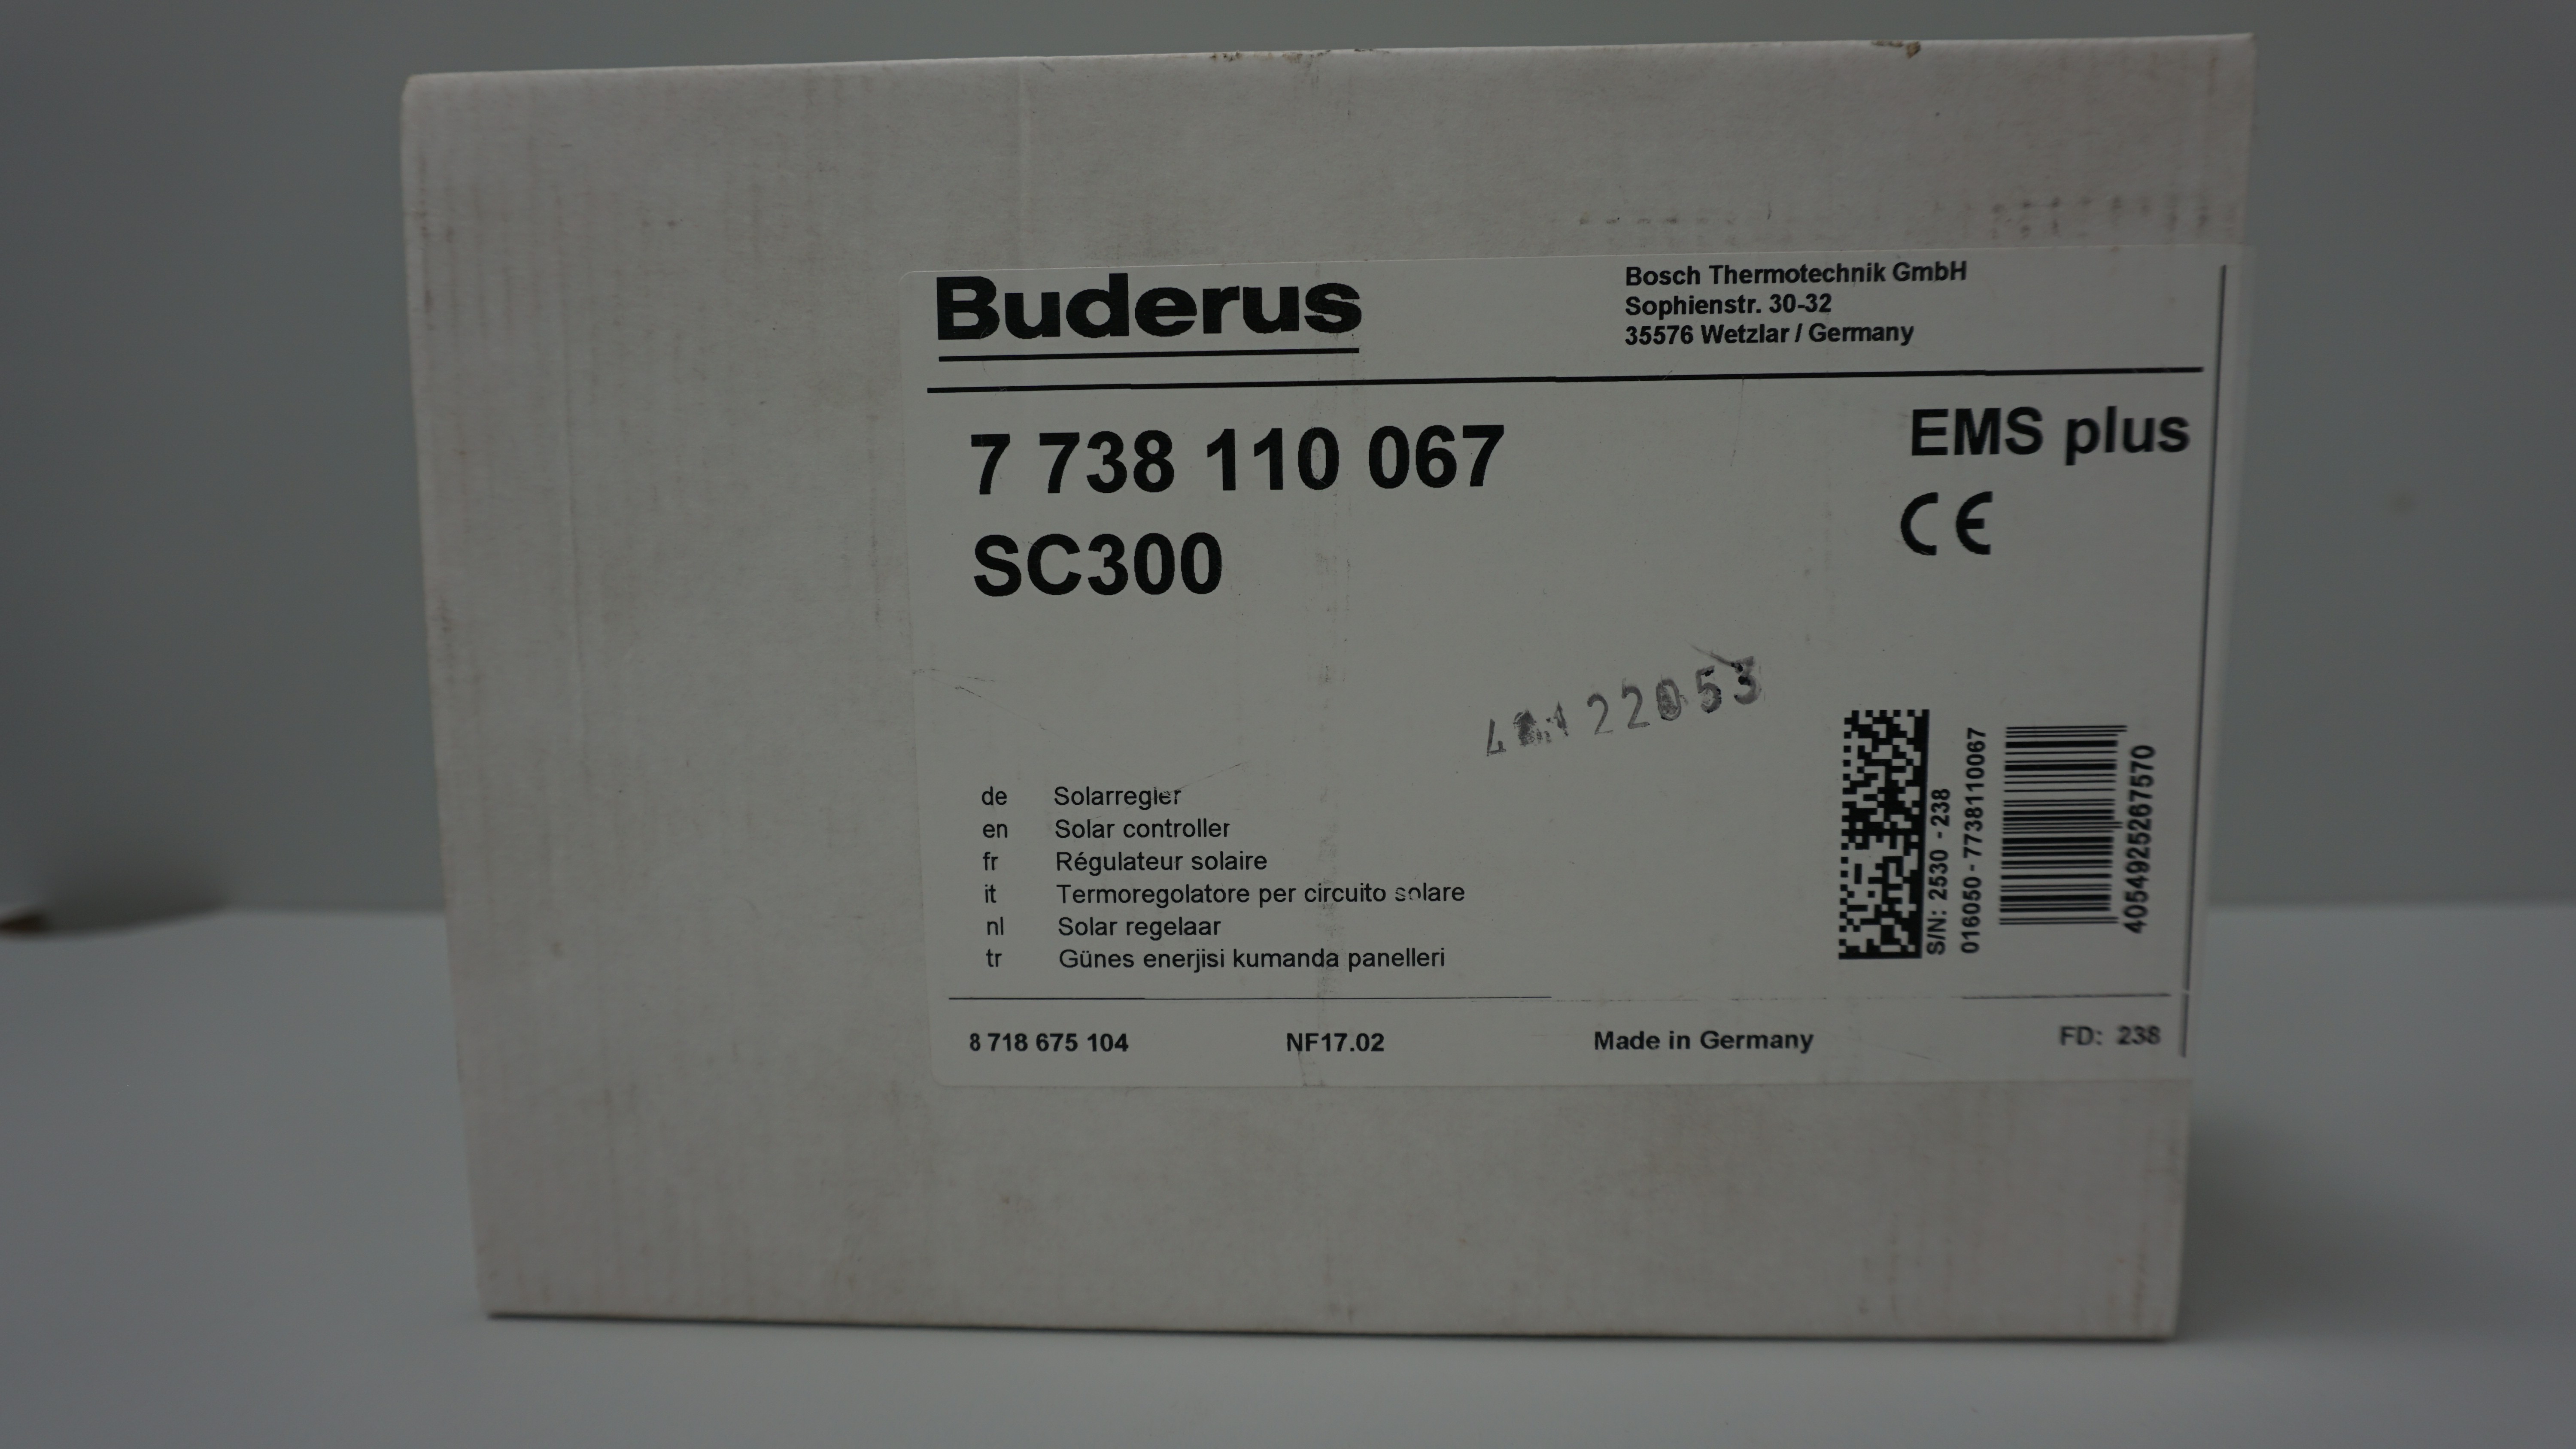 Buderus
Bosch Thermotechnik GmbH
Sophienstr. 30-32
35576 Wetzlar / Germany
7 738 110 067
EMS plus
SC300
CE
de Solarregler
en Solar controller
fr Régulateur solaire
it Termoregolatore per circuito solare
nl Solar regelaar
tr Günes enerjisi kumanda panelleri
S/N: 2530 - 238
016050 - 7738110067
4054925267570
8 718 675 104 NF17.02 Made in Germany FD: 238